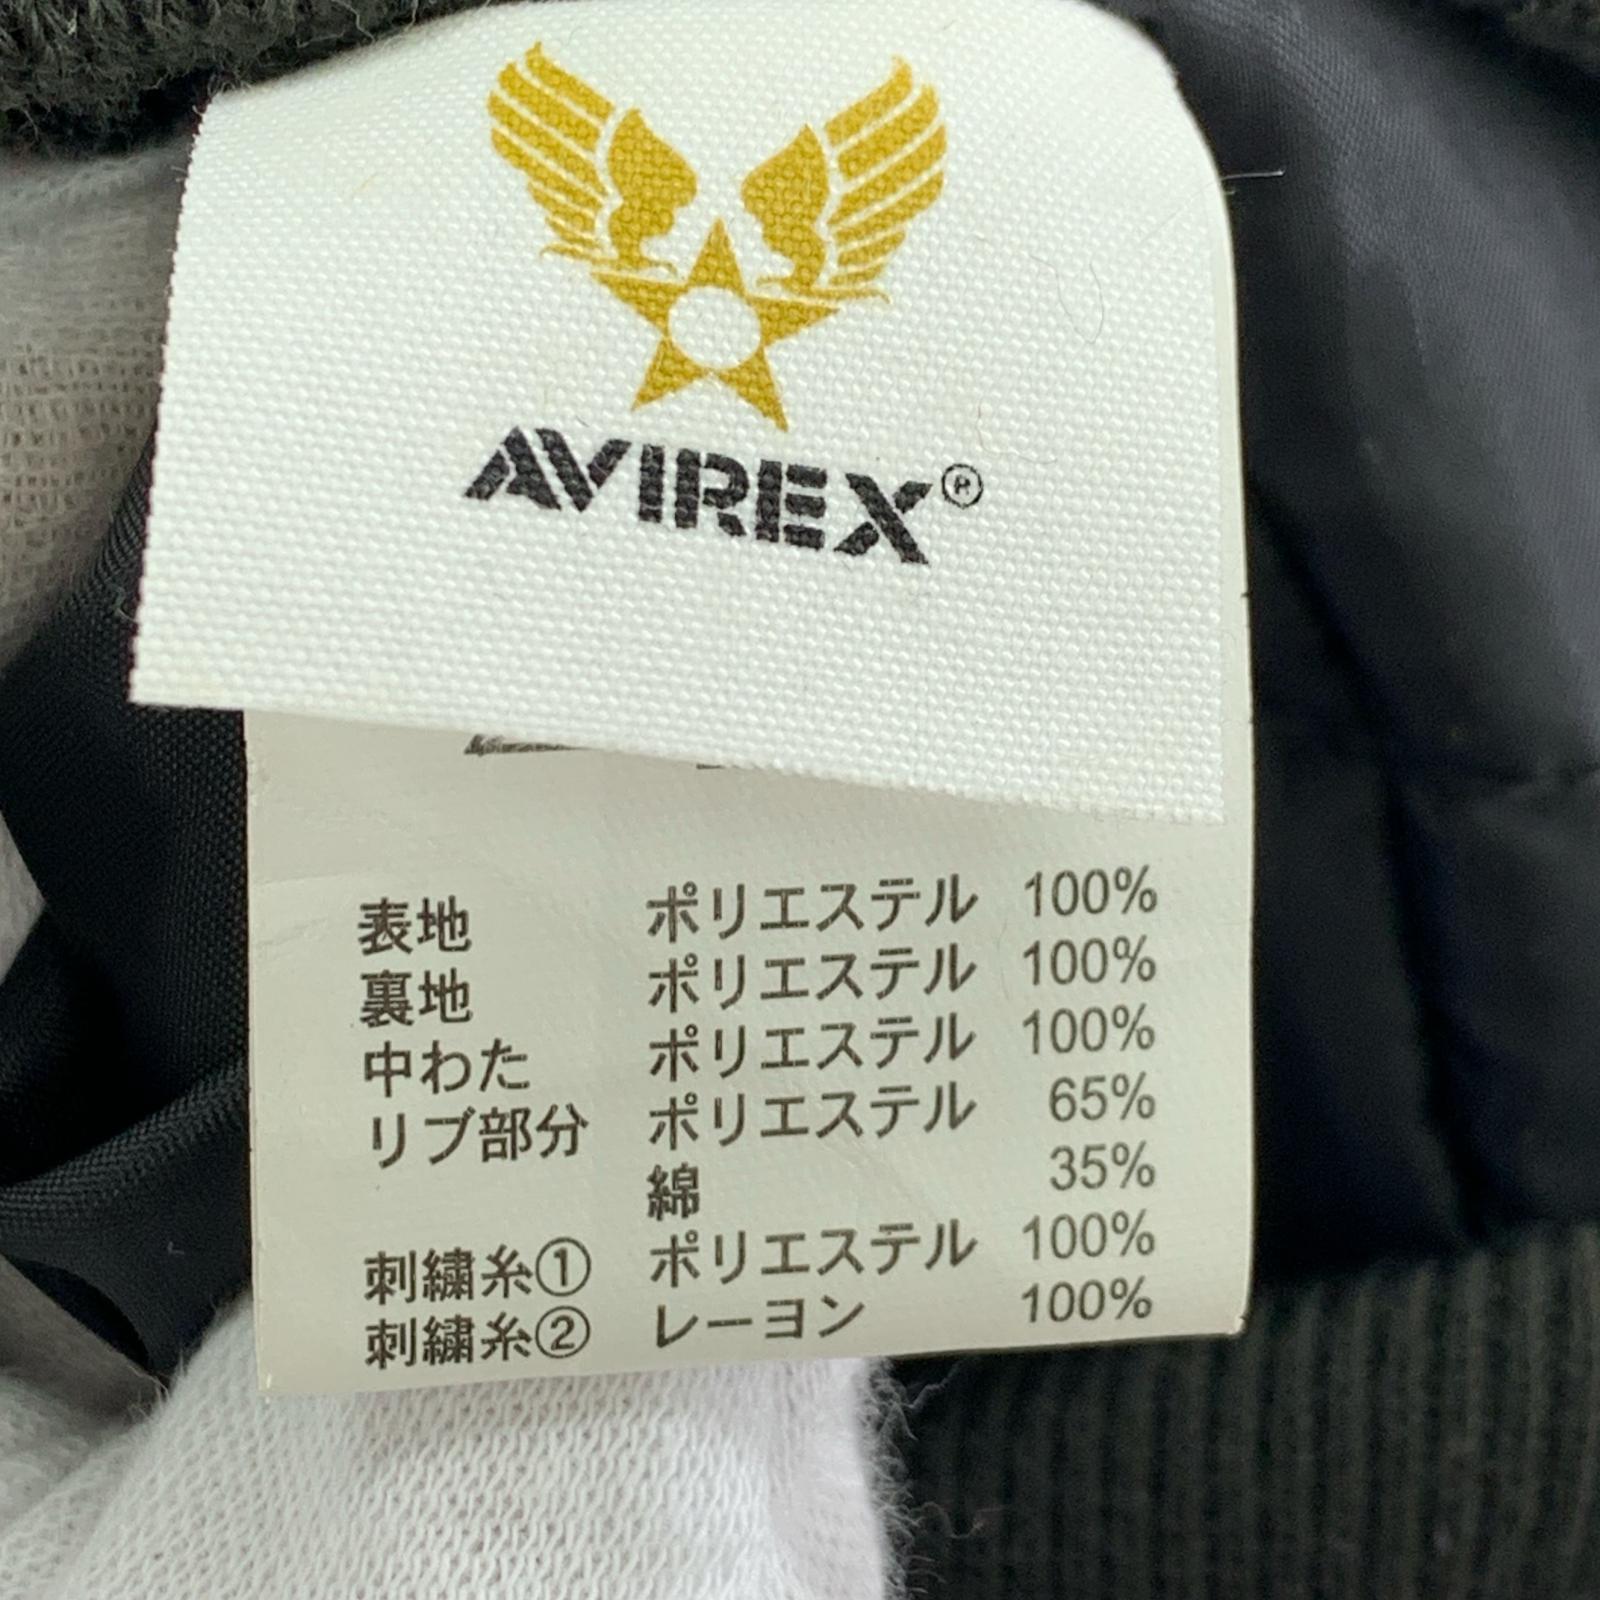 AVIREX®
表地 ポリエステル 100%
裏地 ポリエステル 100%
中わた ポリエステル 100%
リブ部分 ポリエステル 65%
綿 35%
刺繍糸① ポリエステル 100%
刺繍糸② レーヨン 100%